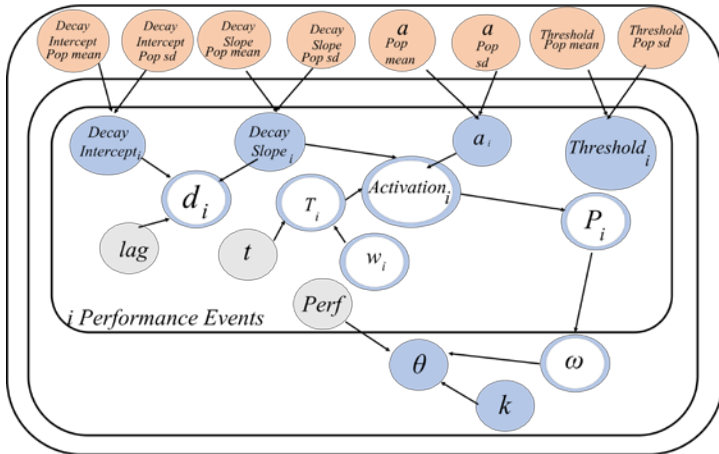 Decay
Intercept
Pop mean
Decay
Intercept
Pop sd
Decay
Slope
Pop mean
Decay
Slope
Pop sd
a
Pop
mean
a
Pop
sd
Threshold
Pop mean
Threshold
Pop sd
Decay
Intercept i
Decay
Slope i
a i
Threshold i
d i
T i
Activation i
P i
lag
t
w i
Perf
i Performance Events
θ
ω
k